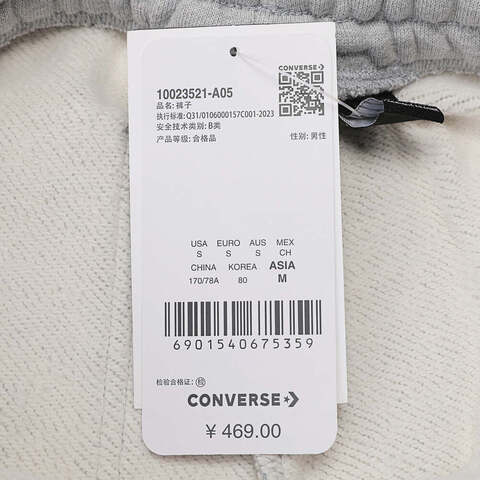 CONVERSE
10023521-A05
品名: 裤子
执行标准: Q31/0106000157C001-2023
安全技术类别: B类
产品等级: 合格品 性别: 男性
USA EURO AUS MEX
S S S CH
CHINA KOREA ASIA
170/78A 80 M
6901540675359
检验合格证:
CONVERSE
¥ 469.00